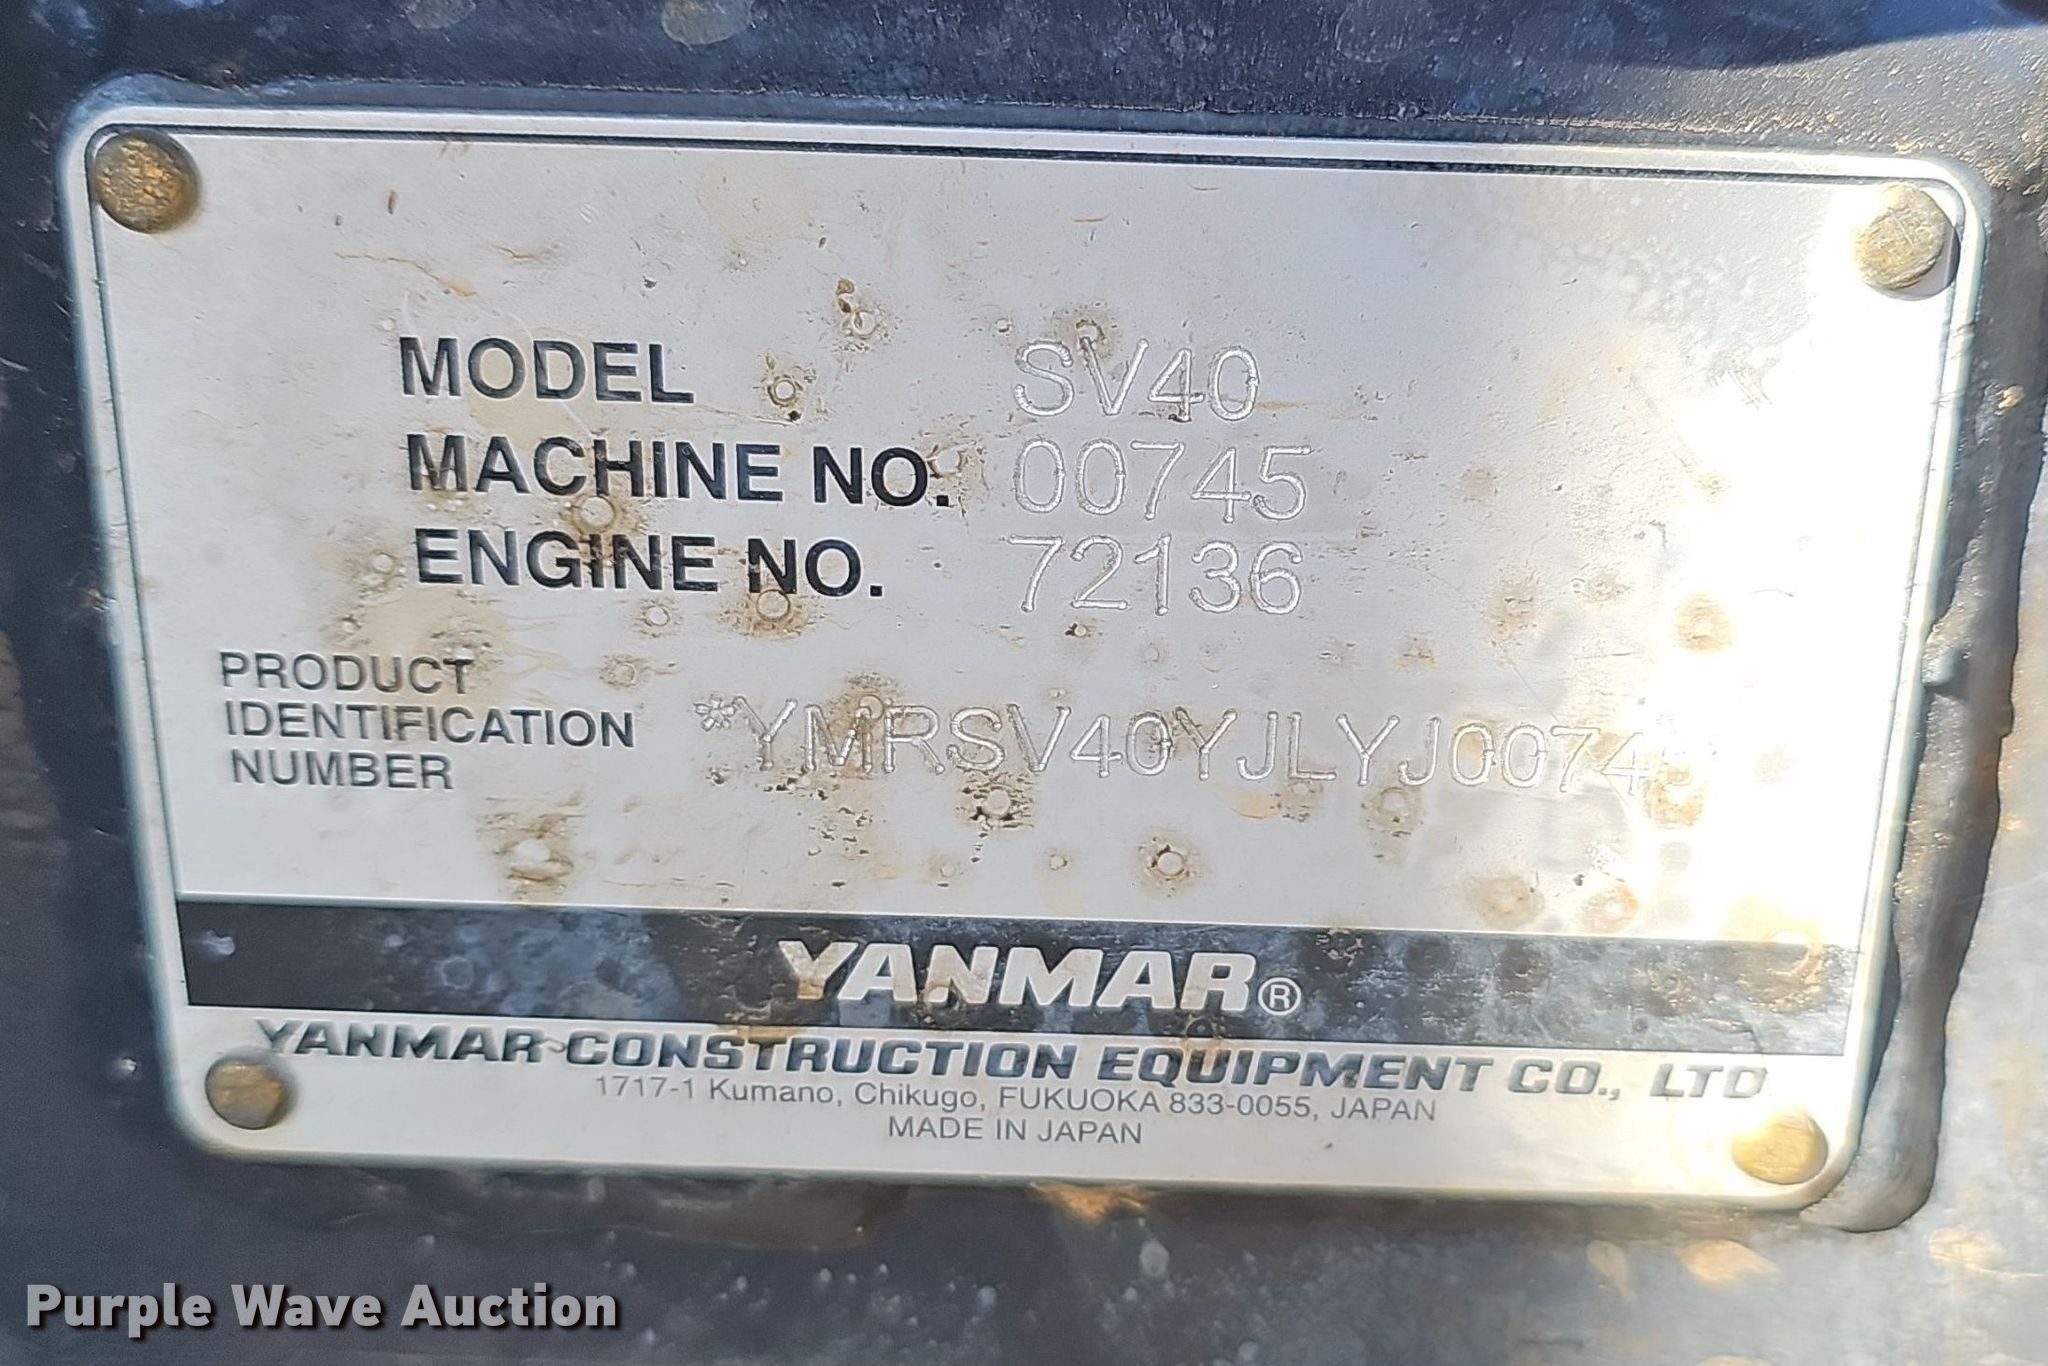 MODEL SV40
MACHINE NO. 00745
ENGINE NO. 72136
PRODUCT
IDENTIFICATION
NUMBER
*YMRSV40YJLYJ00745
YANMAR®
YANMAR CONSTRUCTION EQUIPMENT CO., LTD
1717-1 Kumano, Chikugo, FUKUOKA 833-0055, JAPAN
MADE IN JAPAN
Purple Wave Auction